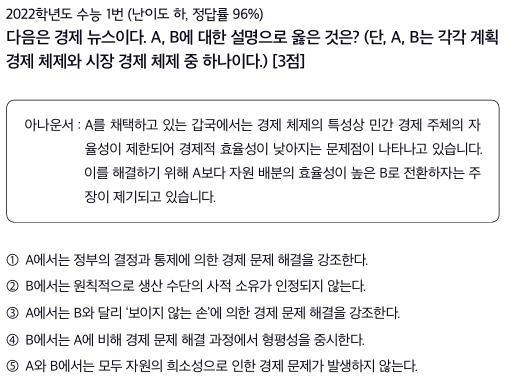 2022학년도 수능 1번 (난이도 하, 정답률 96%)
다음은 경제 뉴스이다. A, B에 대한 설명으로 옳은 것은? (단, A, B는 각각 계획
경제 체제와 시장 경제 체제 중 하나이다.) [3점]
아나운서 : A를 채택하고 있는 갑국에서는 경제 체제의 특성상 민간 경제 주체의 자
율성이 제한되어 경제적 효율성이 낮아지는 문제점이 나타나고 있습니다.
이를 해결하기 위해 A보다 자원 배분의 효율성이 높은 B로 전환하자는 주
장이 제기되고 있습니다.
① A에서는 정부의 결정과 통제에 의한 경제 문제 해결을 강조한다.
② B에서는 원칙적으로 생산 수단의 사적 소유가 인정되지 않는다.
③ A에서는 B와 달리 ‘보이지 않는 손’에 의한 경제 문제 해결을 강조한다.
④ B에서는 A에 비해 경제 문제 해결 과정에서 형평성을 중시한다.
⑤ A와 B에서는 모두 자원의 희소성으로 인한 경제 문제가 발생하지 않는다.